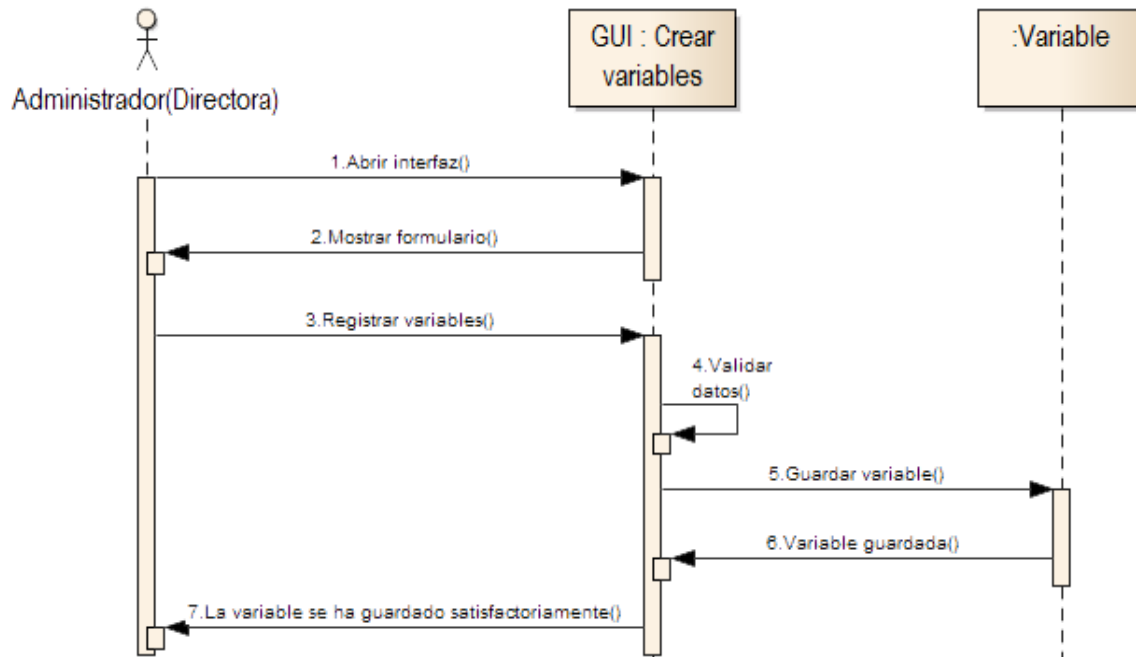 GUI : Crear
variables
:Variable
Administrador(Directora)
1.Abrir interfaz()
2.Mostrar formulario()
3.Registrar variables()
4.Validar
datos()
5.Guardar variable()
6.Variable guardada()
7.La variable se ha guardado satisfactoriamente()